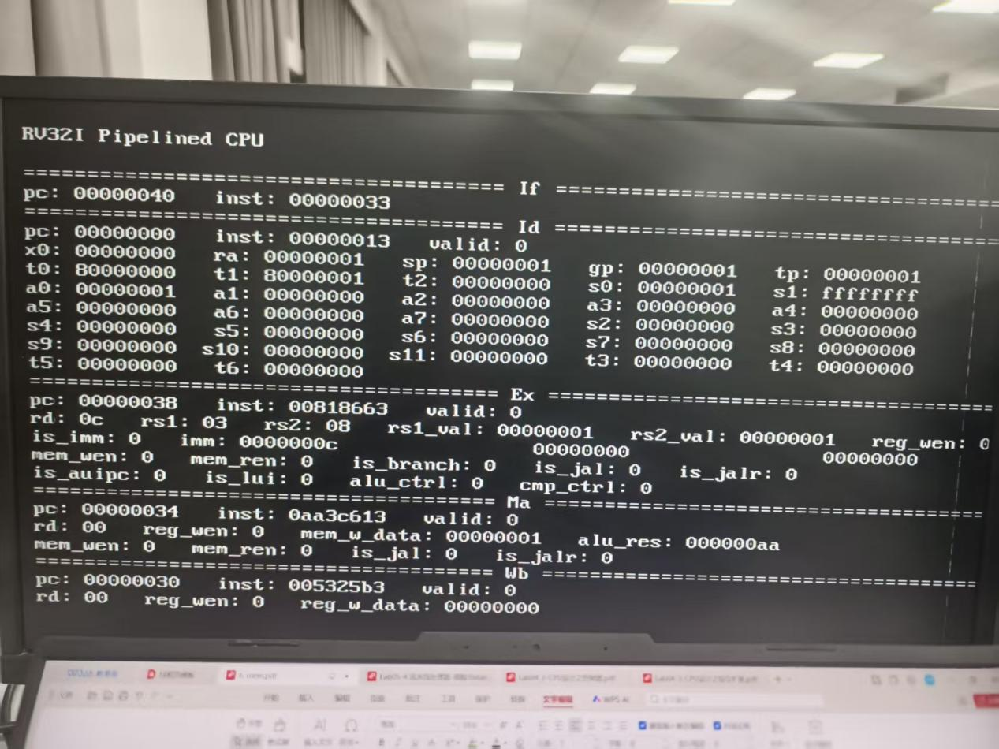 RV32I Pipelined CPU
===================================== If ===================================
pc: 00000040 inst: 00000033
===================================== Id ===================================
pc: 00000000 inst: 00000013 valid: 0
x0: 00000000 ra: 00000001 sp: 00000001 gp: 00000001 tp: 00000001
t0: 80000000 t1: 80000001 t2: 00000000 s0: 00000001 s1: ffffffff
a0: 00000001 a1: 00000000 a2: 00000000 a3: 00000000 a4: 00000000
a5: 00000000 a6: 00000000 a7: 00000000 s2: 00000000 s3: 00000000
s4: 00000000 s5: 00000000 s6: 00000000 s7: 00000000 s8: 00000000
s9: 00000000 s10: 00000000 s11: 00000000 t3: 00000000 t4: 00000000
t5: 00000000 t6: 00000000
===================================== Ex ===================================
pc: 00000038 inst: 00818663 valid: 0
rd: 0c rs1: 03 rs2: 08 rs1_val: 00000001 rs2_val: 00000001 reg_wen: 0
is_imm: 0 imm: 0000000c 00000000 00000000
mem_wen: 0 mem_ren: 0 is_branch: 0 is_jal: 0 is_jalr: 0
is_auipc: 0 is_lui: 0 alu_ctrl: 0 cmp_ctrl: 0
===================================== Ma ===================================
pc: 00000034 inst: 0aa3c613 valid: 0
rd: 00 reg_wen: 0 mem_w_data: 00000001 alu_res: 000000aa
mem_wen: 0 mem_ren: 0 is_jal: 0 is_jalr: 0
===================================== Wb ===================================
pc: 00000030 inst: 005325b3 valid: 0
rd: 00 reg_wen: 0 reg_w_data: 00000000
文字编辑 WPS AI